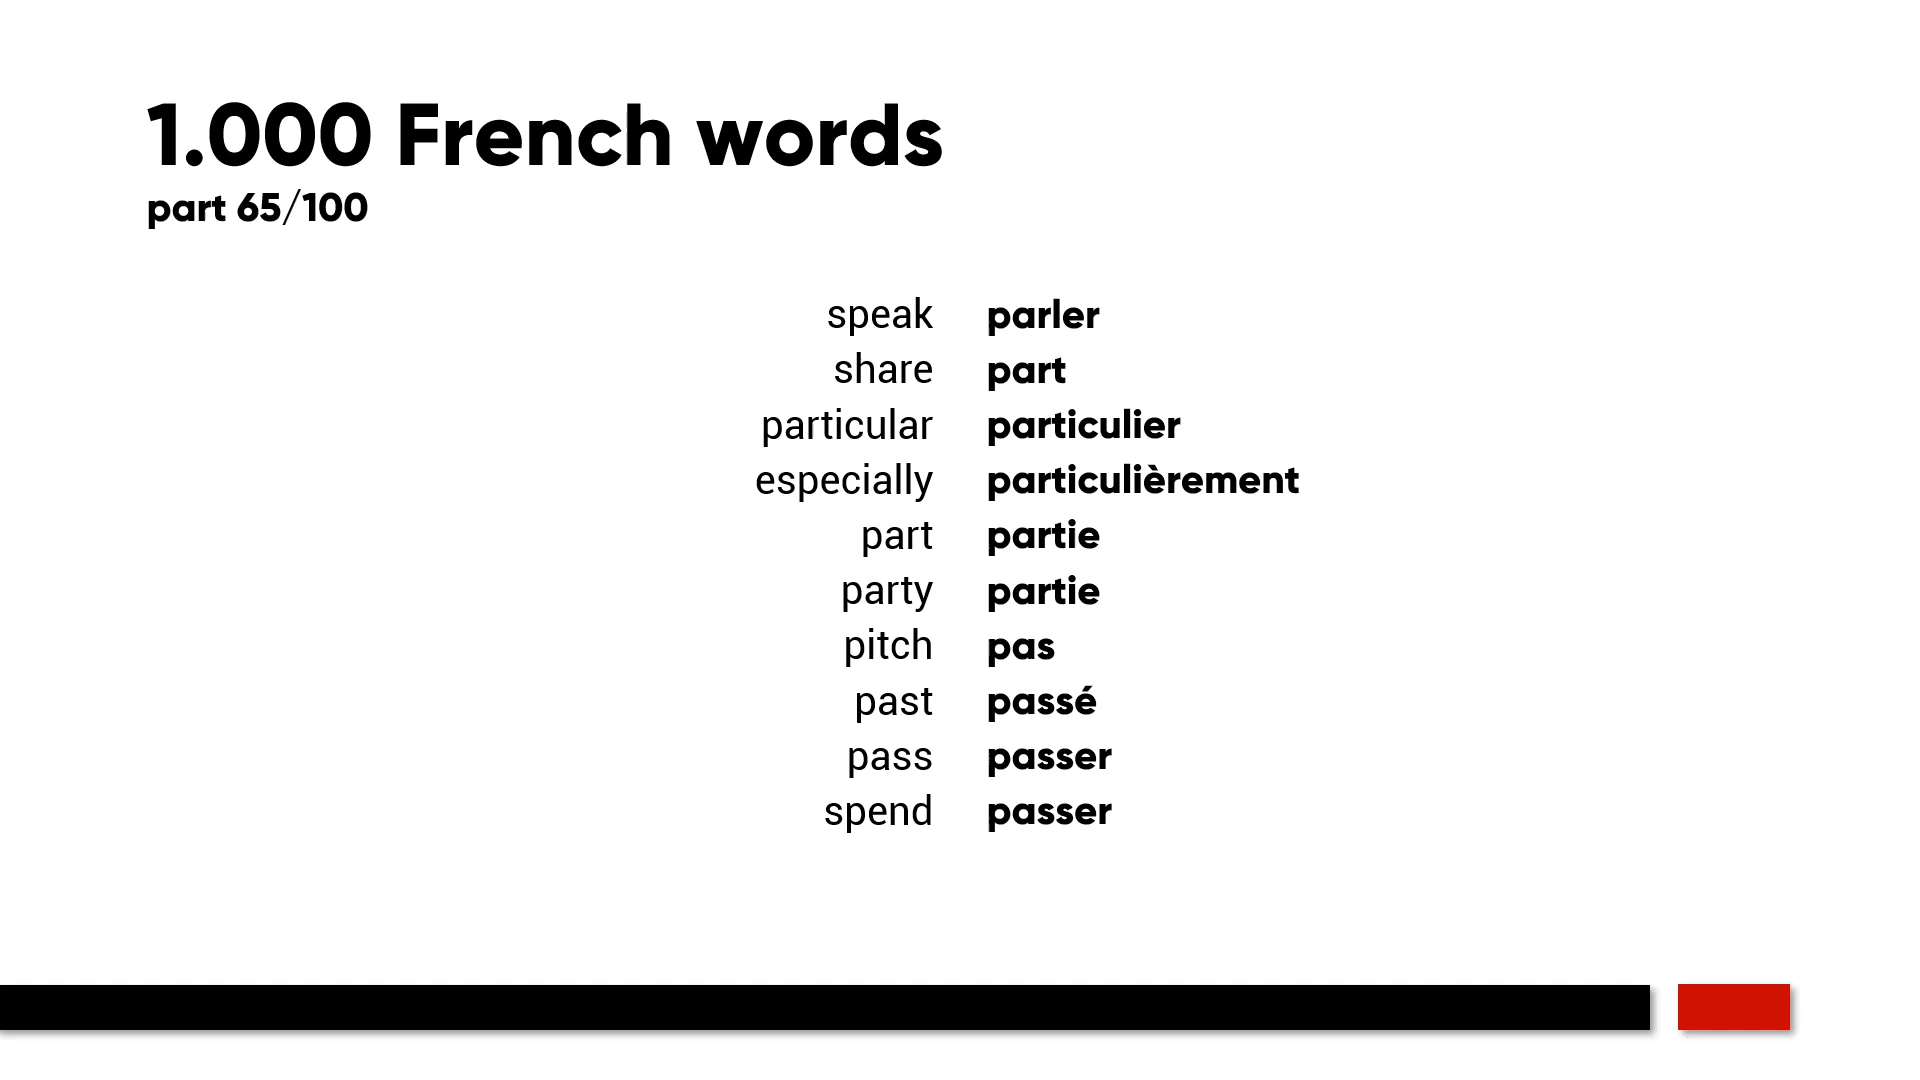 1.000 French words
part 65/100
speak parler
share part
particular particulier
especially particulièrement
part partie
party partie
pitch pas
past passé
pass passer
spend passer